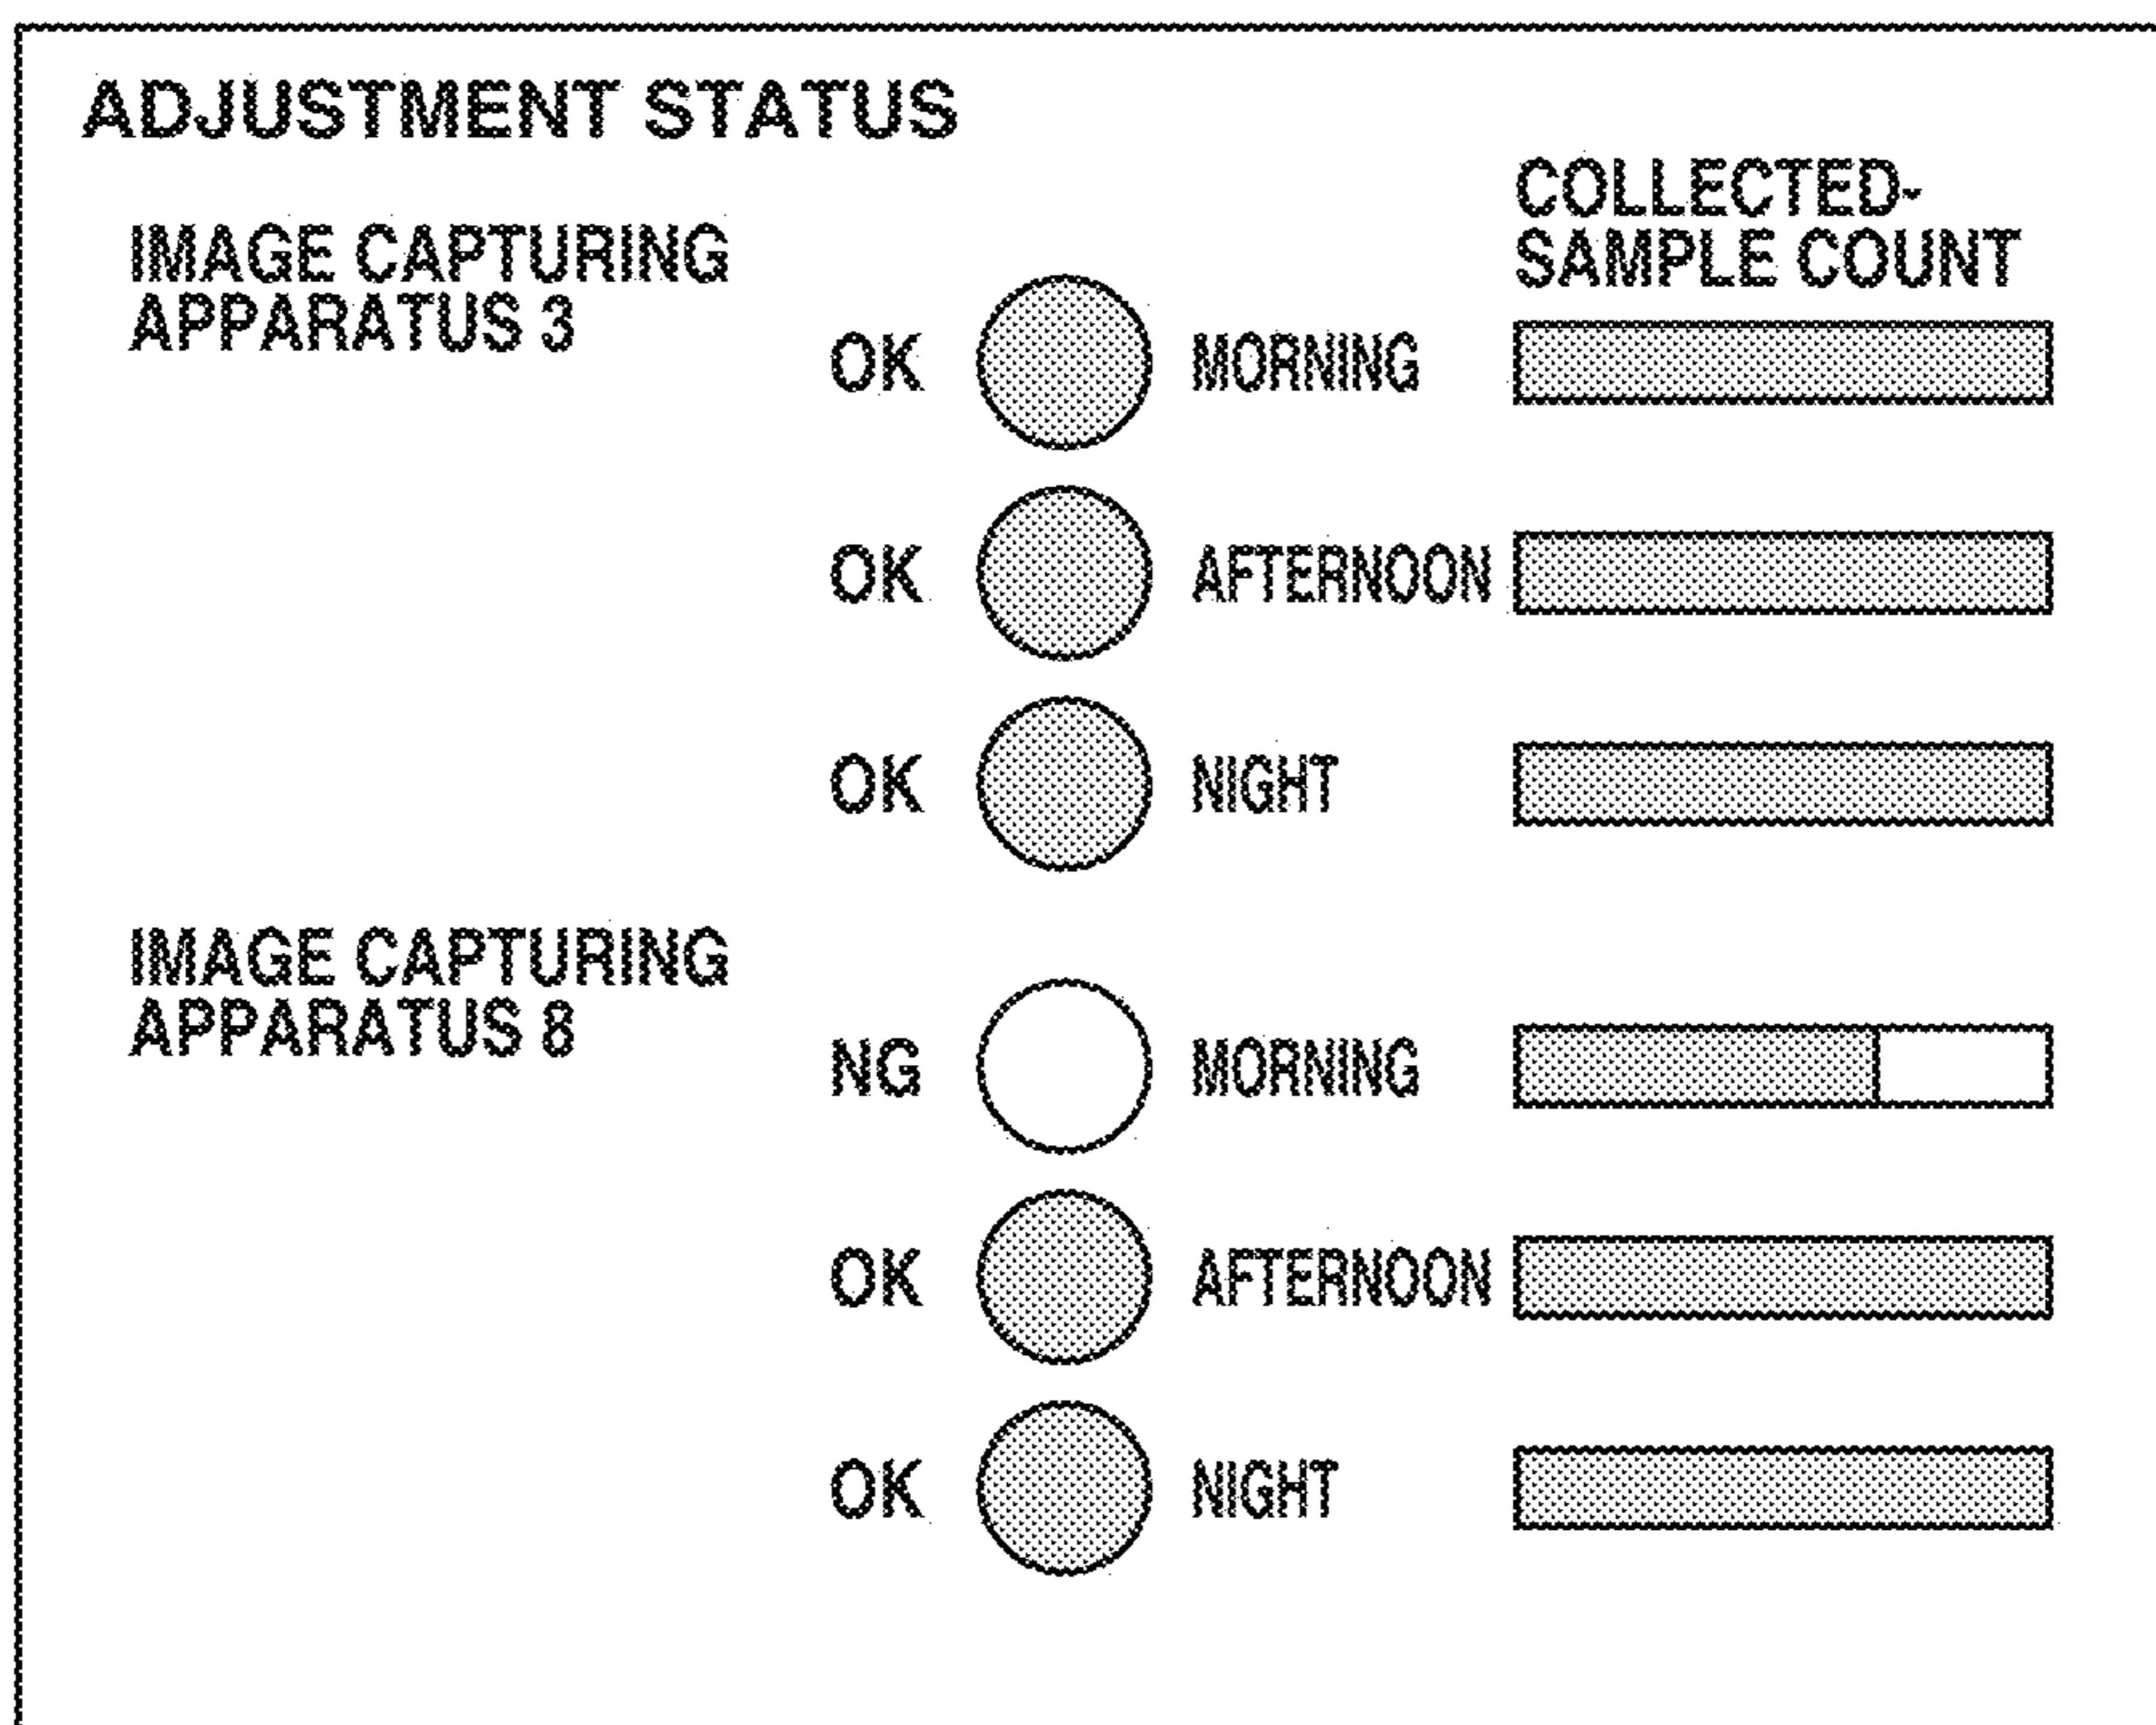 ADJUSTMENT STATUS
COLLECTED-
SAMPLE COUNT
IMAGE CAPTURING
APPARATUS 3
OK MORNING
OK AFTERNOON
OK NIGHT
IMAGE CAPTURING
APPARATUS 8
NG MORNING
OK AFTERNOON
OK NIGHT